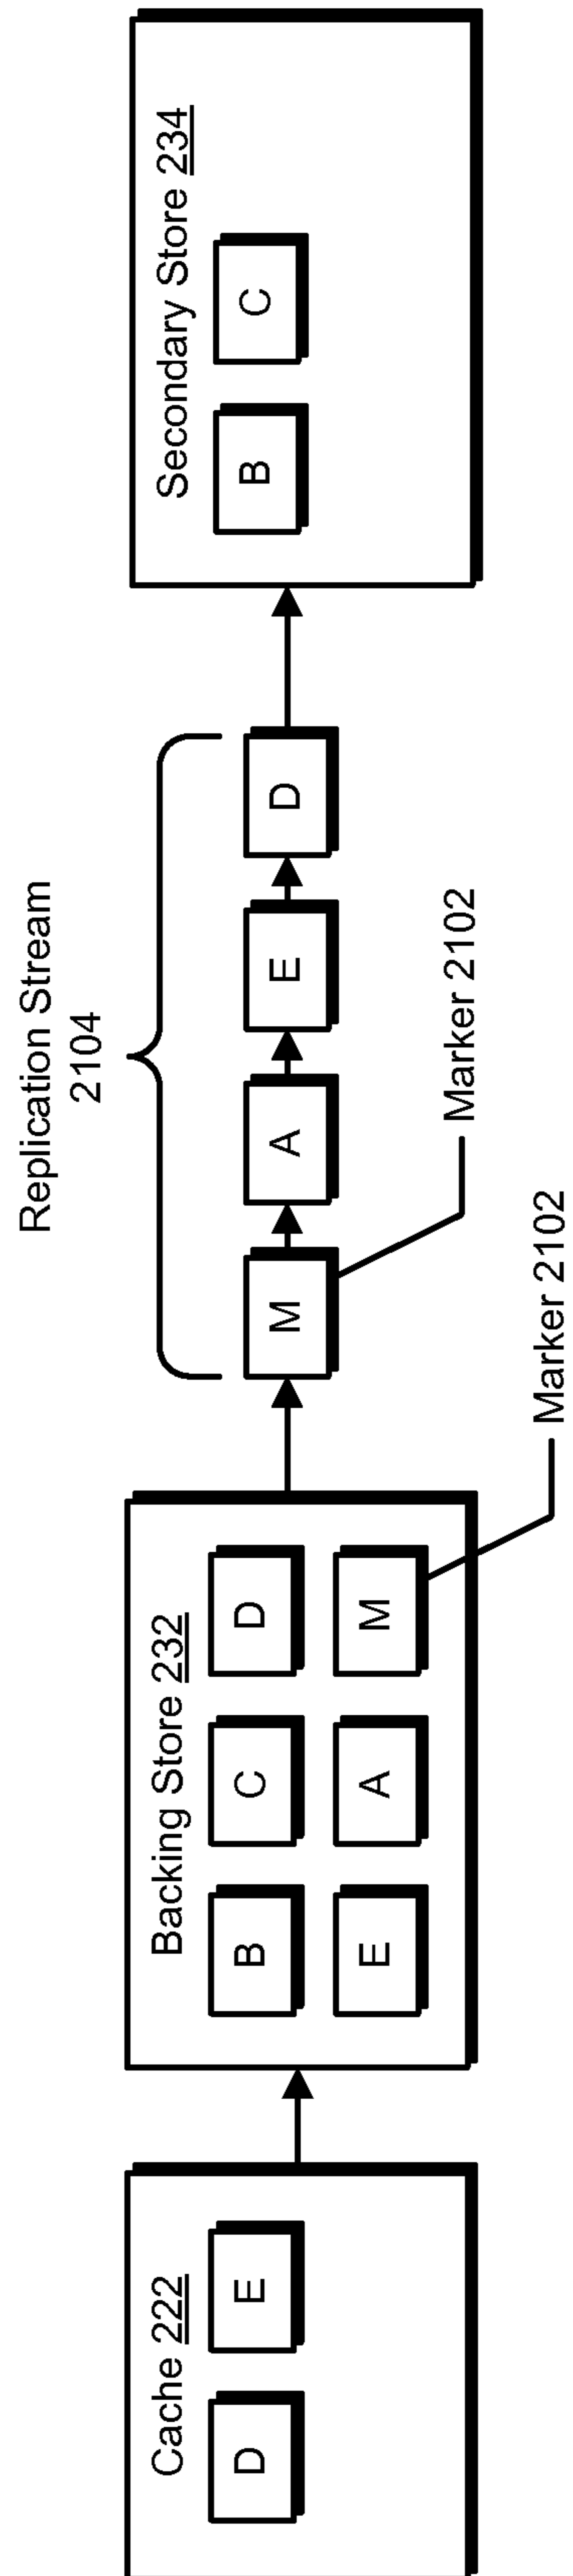 Replication Stream
2104
Cache 222
D E
Backing Store 232
B C D
E A M
M A E D
Secondary Store 234
B C
Marker 2102
Marker 2102